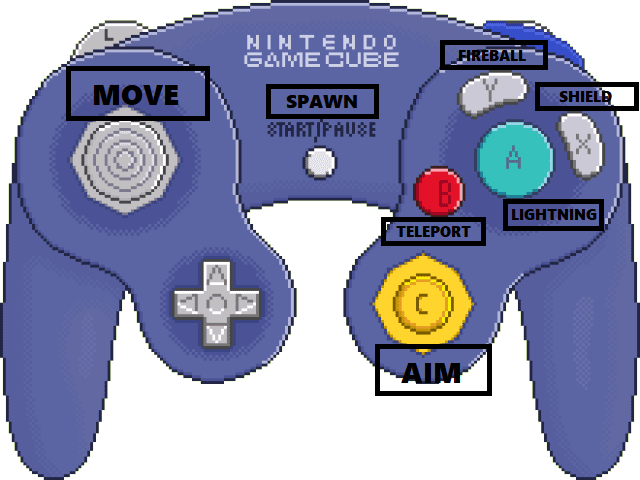 L
NINTENDO
GAMECUBE
FIREBALL
MOVE
SPAWN
Y
SHIELD
START/PAUSE
X
A
B
LIGHTNING
TELEPORT
C
AIM